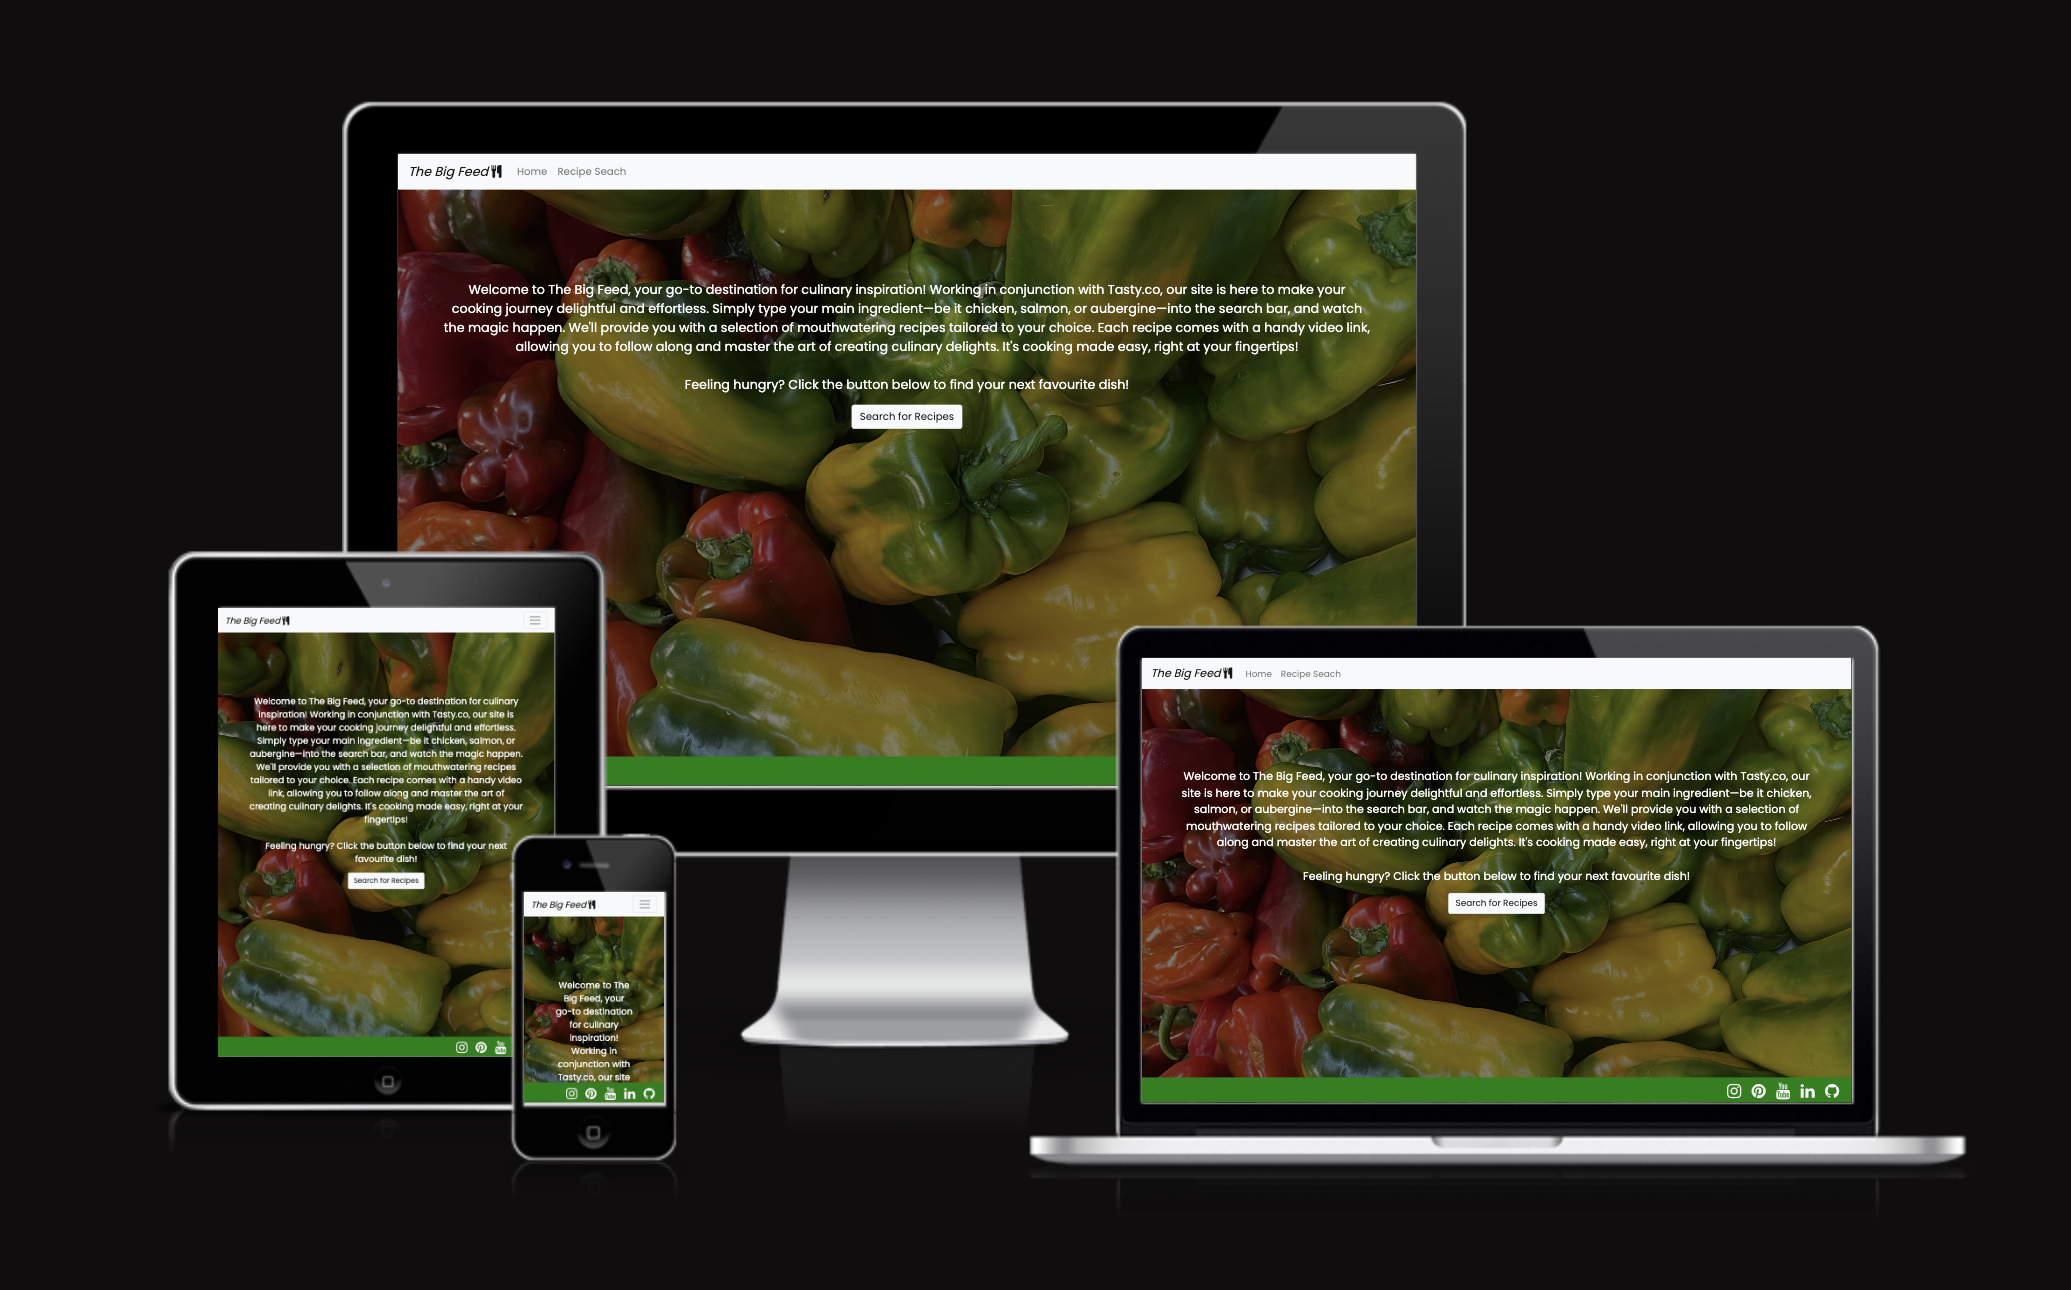 The Big Feed Home Recipe Seach
Welcome to The Big Feed, your go-to destination for culinary inspiration! Working in conjunction with Tasty.co, our site is here to make your
cooking journey delightful and effortless. Simply type your main ingredient—be it chicken, salmon, or aubergine—into the search bar, and watch
the magic happen. We'll provide you with a selection of mouthwatering recipes tailored to your choice. Each recipe comes with a handy video link,
allowing you to follow along and master the art of creating culinary delights. It's cooking made easy, right at your fingertips!
Feeling hungry? Click the button below to find your next favourite dish!
Search for Recipes
The Big Feed
Welcome to The Big Feed, your go-to destination for culinary
inspiration! Working in conjunction with Tasty.co, our site is
here to make your cooking journey delightful and effortless.
Simply type your main ingredient—be it chicken, salmon, or
aubergine—into the search bar, and watch the magic happen.
We'll provide you with a selection of mouthwatering recipes
tailored to your choice. Each recipe comes with a handy video
link, allowing you to follow along and master the art of
creating culinary delights. It's cooking made easy, right at your
fingertips!
Feeling hungry? Click the button below to find your next
favourite dish!
Search for Recipes
You
Tube
The Big Feed
Welcome to The
Big Feed, your
go-to destination
for culinary
inspiration!
Working in
conjunction with
Tasty.co, our site
You
Tube
in
The Big Feed Home Recipe Seach
Welcome to The Big Feed, your go-to destination for culinary inspiration! Working in conjunction with Tasty.co, our
site is here to make your cooking journey delightful and effortless. Simply type your main ingredient—be it chicken,
salmon, or aubergine—into the search bar, and watch the magic happen. We'll provide you with a selection of
mouthwatering recipes tailored to your choice. Each recipe comes with a handy video link, allowing you to follow
along and master the art of creating culinary delights. It's cooking made easy, right at your fingertips!
Feeling hungry? Click the button below to find your next favourite dish!
Search for Recipes
You
Tube
in